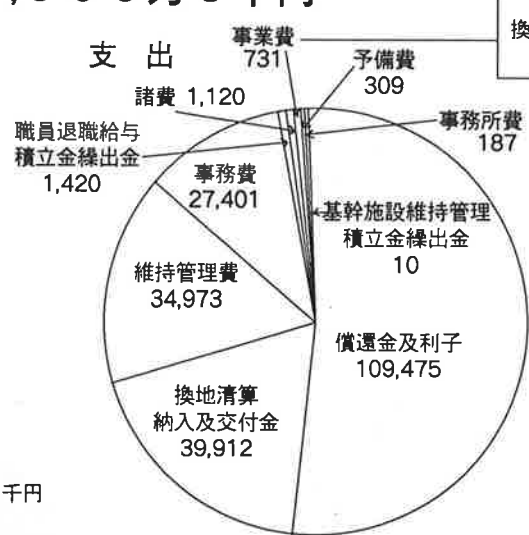 支出
事業費
731
換
予備費
309
諸費 1,120
事務所費
187
職員退職給与
積立金繰出金
1,420
事務費
27,401
基幹施設維持管理
積立金繰出金
10
維持管理費
34,973
償還金及利子
109,475
換地清算
納入及交付金
39,912
千円